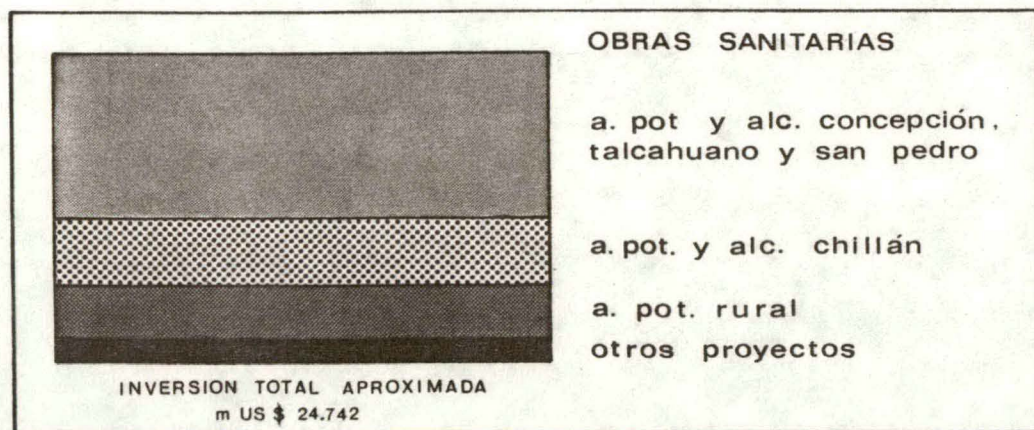 OBRAS SANITARIAS
a. pot y alc. concepción,
talcahuano y san pedro
a. pot. y alc. chillán
a. pot. rural
otros proyectos
INVERSION TOTAL APROXIMADA
m US $ 24.742